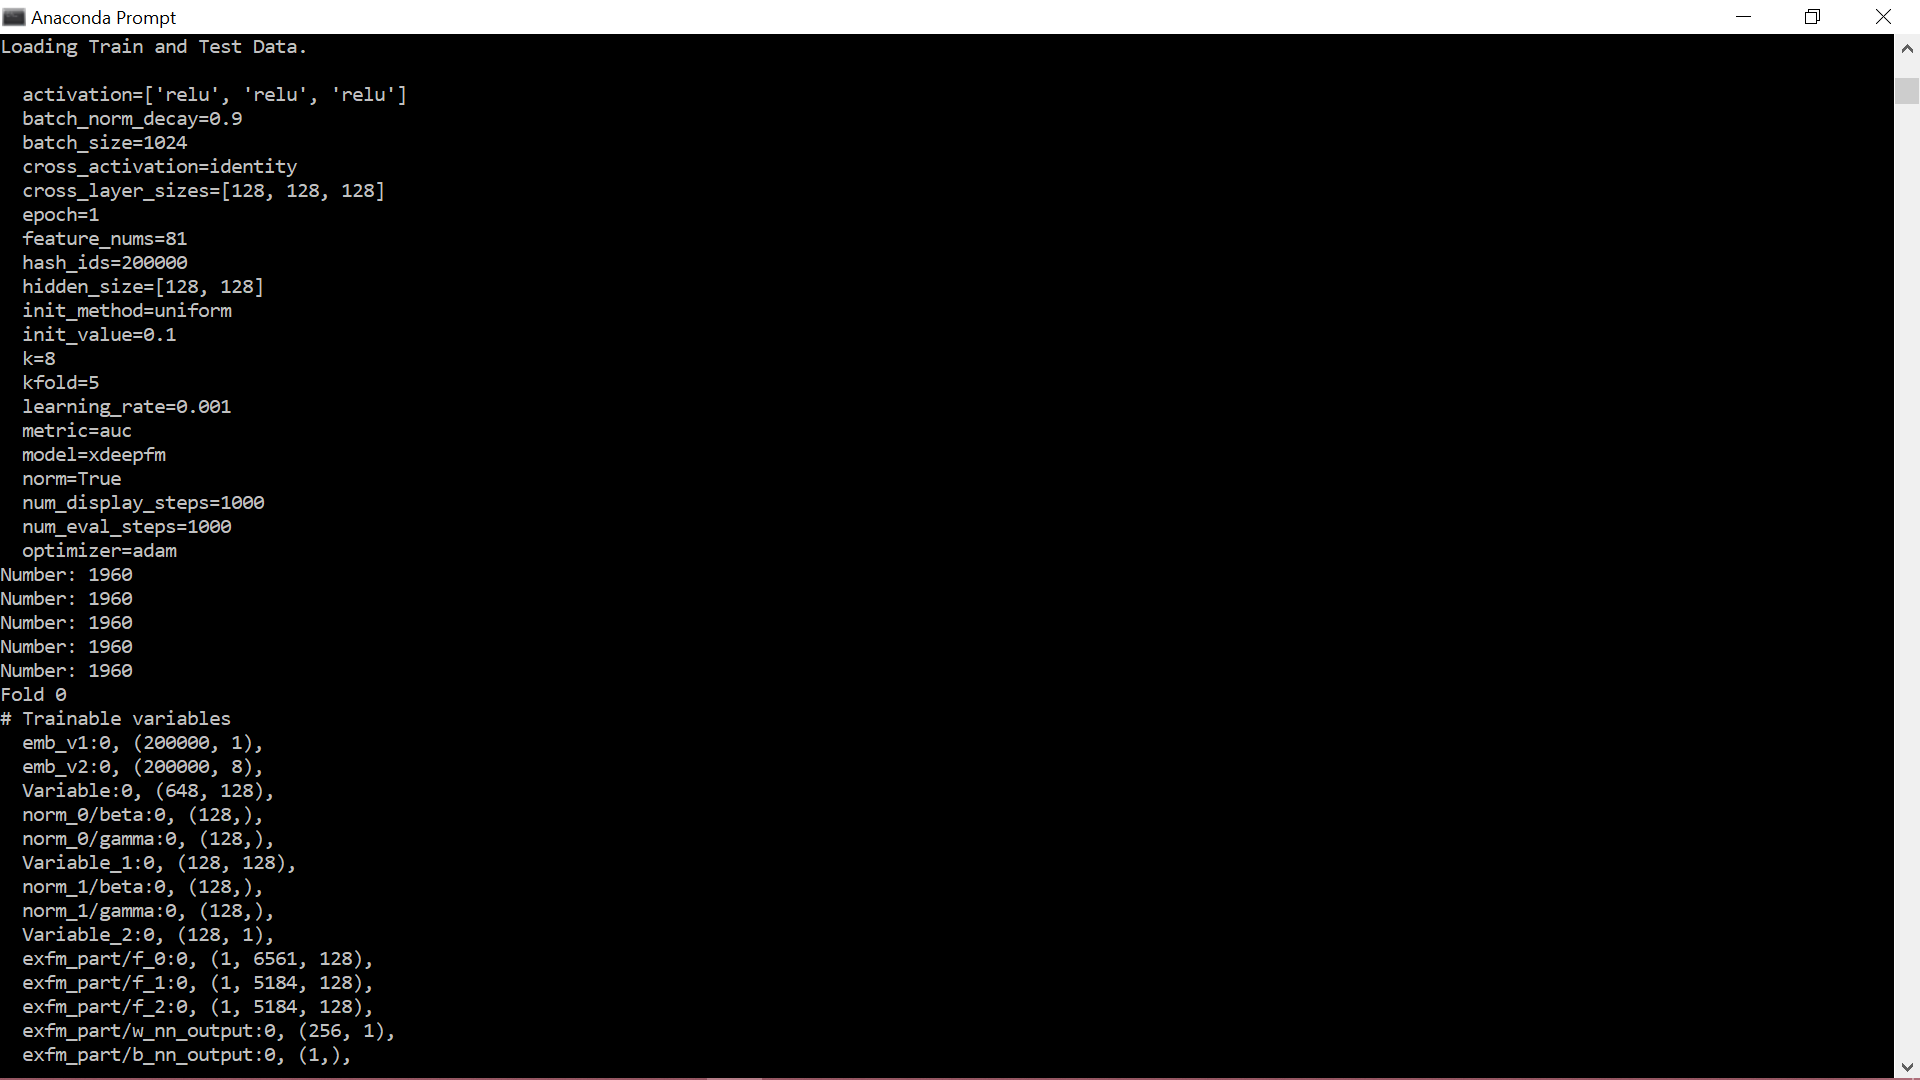 Anaconda Prompt
Loading Train and Test Data.
activation=['relu', 'relu', 'relu']
batch_norm_decay=0.9
batch_size=1024
cross_activation=identity
cross_layer_sizes=[128, 128, 128]
epoch=1
feature_nums=81
hash_ids=200000
hidden_size=[128, 128]
init_method=uniform
init_value=0.1
k=8
kfold=5
learning_rate=0.001
metric=auc
model=xdeepfm
norm=True
num_display_steps=1000
num_eval_steps=1000
optimizer=adam
Number: 1960
Number: 1960
Number: 1960
Number: 1960
Number: 1960
Fold 0
# Trainable variables
emb_v1:0, (200000, 1),
emb_v2:0, (200000, 8),
Variable:0, (648, 128),
norm_0/beta:0, (128,),
norm_0/gamma:0, (128,),
Variable_1:0, (128, 128),
norm_1/beta:0, (128,),
norm_1/gamma:0, (128,),
Variable_2:0, (128, 1),
exfm_part/f_0:0, (1, 6561, 128),
exfm_part/f_1:0, (1, 5184, 128),
exfm_part/f_2:0, (1, 5184, 128),
exfm_part/w_nn_output:0, (256, 1),
exfm_part/b_nn_output:0, (1,),